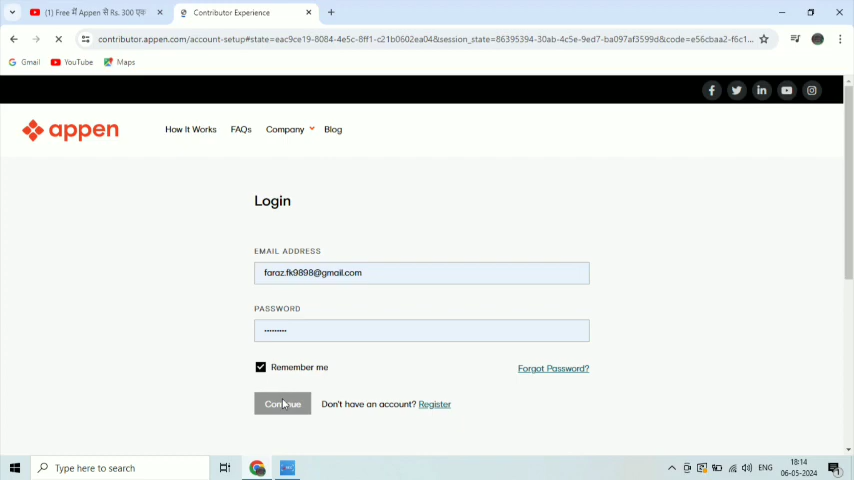 (1) Free में Appen से Rs. 300 एक
Contributor Experience
contributor.appen.com/account-setup#state=eac9ce19-8084-4e5c-8ff1-c21b0602ea04&session_state=86395394-30ab-4c5e-9ed7-ba097af3599d&code=e56cbaa2-f6c1...
Gmail YouTube Maps
appen
How It Works FAQs Company Blog
Login
EMAIL ADDRESS
faraz.fk9898@gmail.com
PASSWORD
Remember me Forgot Password?
Continue Don't have an account? Register
Type here to search
ENG
18:14
06-05-2024
1